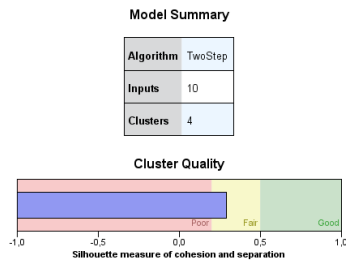 Model Summary
Algorithm TwoStep
Inputs 10
Clusters 4
Cluster Quality
Poor Fair Good
-1,0 -0,5 0,0 0,5 1,0
Silhouette measure of cohesion and separation